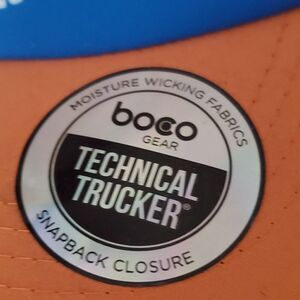 MOISTURE WICKING FABRICS
boco
GEAR
TECHNICAL
TRUCKER®
SNAPBACK CLOSURE